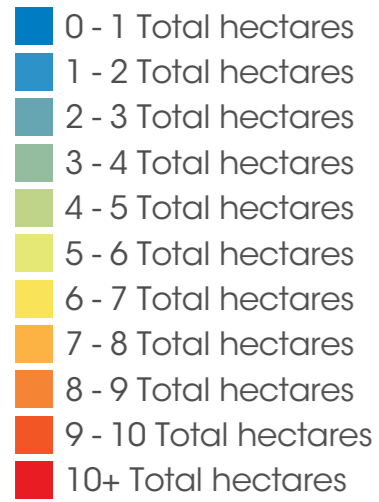 0 - 1 Total hectares
1 - 2 Total hectares
2 - 3 Total hectares
3 - 4 Total hectares
4 - 5 Total hectares
5 - 6 Total hectares
6 - 7 Total hectares
7 - 8 Total hectares
8 - 9 Total hectares
9 - 10 Total hectares
10+ Total hectares